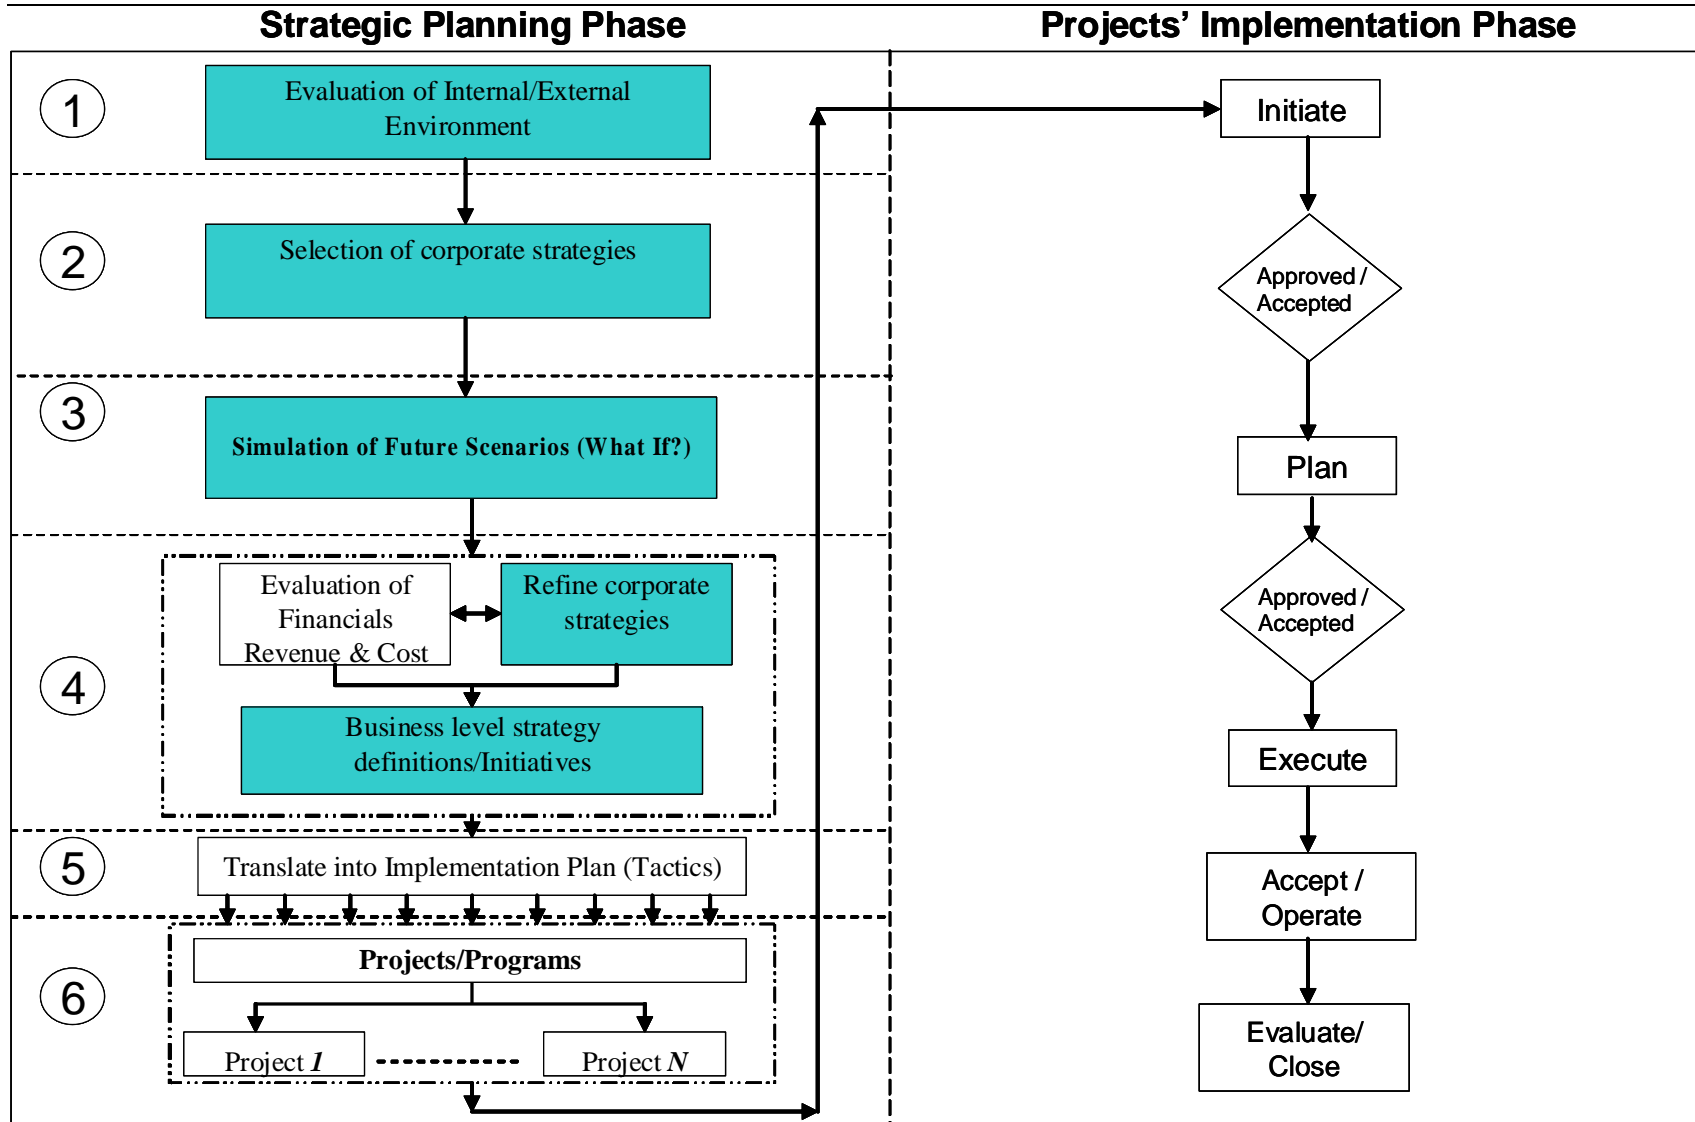 Strategic Planning Phase
Projects' Implementation Phase
1
Evaluation of Internal/External
Environment
2
Selection of corporate strategies
3
Simulation of Future Scenarios (What If?)
4
Evaluation of
Financials
Revenue & Cost
Refine corporate
strategies
Business level strategy
definitions/Initiatives
5
Translate into Implementation Plan (Tactics)
6
Projects/Programs
Project 1
Project N
Initiate
Approved /
Accepted
Plan
Approved /
Accepted
Execute
Accept /
Operate
Evaluate/
Close